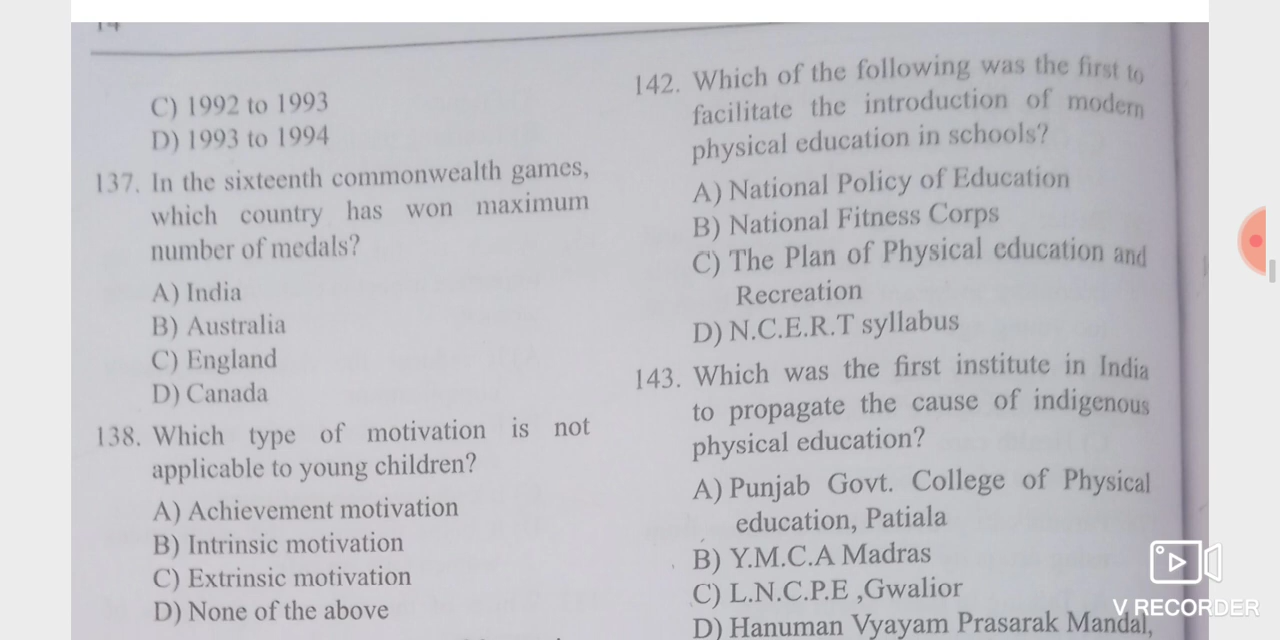 14
C) 1992 to 1993
D) 1993 to 1994
137. In the sixteenth commonwealth games,
which country has won maximum
number of medals?
A) India
B) Australia
C) England
D) Canada
138. Which type of motivation is not
applicable to young children?
A) Achievement motivation
B) Intrinsic motivation
C) Extrinsic motivation
D) None of the above
142. Which of the following was the first to
facilitate the introduction of modern
physical education in schools?
A) National Policy of Education
B) National Fitness Corps
C) The Plan of Physical education and
Recreation
D) N.C.E.R.T syllabus
143. Which was the first institute in India
to propagate the cause of indigenous
physical education?
A) Punjab Govt. College of Physical
education, Patiala
B) Y.M.C.A Madras
C) L.N.C.P.E ,Gwalior
D) Hanuman Vyayam Prasarak Mandal,
V RECORDER